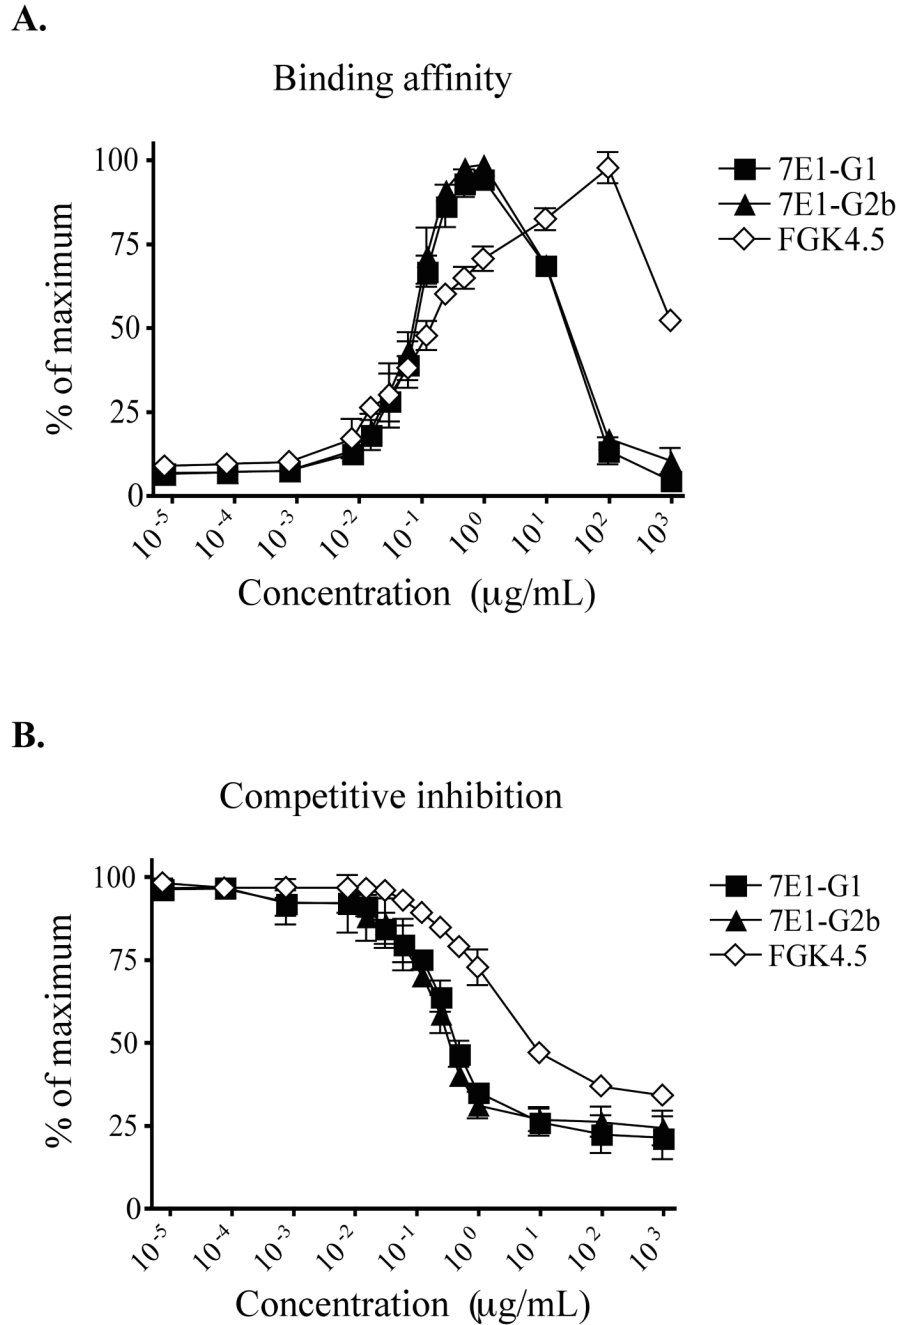 A.
Binding affinity
% of maximum
100
75
50
25
0
10⁻⁵ 10⁻⁴ 10⁻³ 10⁻² 10⁻¹ 10⁰ 10¹ 10² 10³
Concentration (µg/mL)
7E1-G1
7E1-G2b
FGK4.5
B.
Competitive inhibition
% of maximum
100
75
50
25
0
10⁻⁵ 10⁻⁴ 10⁻³ 10⁻² 10⁻¹ 10⁰ 10¹ 10² 10³
Concentration (µg/mL)
7E1-G1
7E1-G2b
FGK4.5